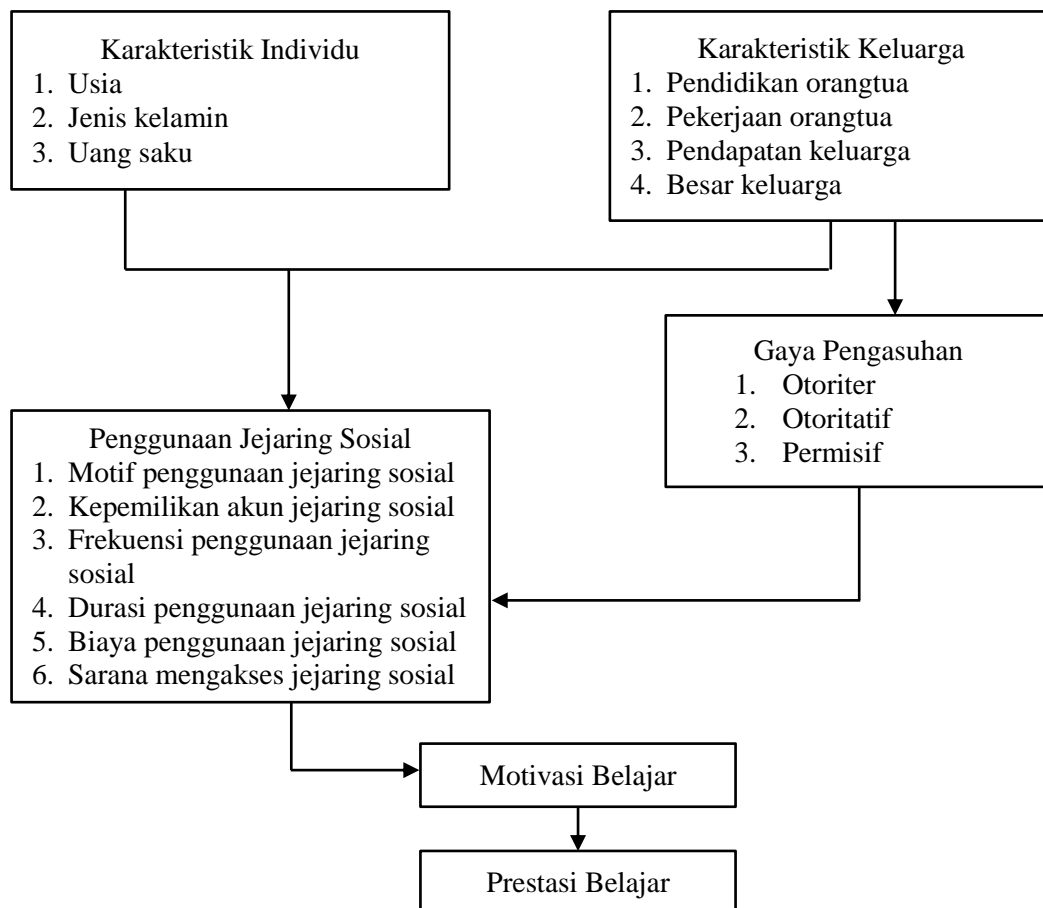 Karakteristik Individu
1. Usia
2. Jenis kelamin
3. Uang saku
Karakteristik Keluarga
1. Pendidikan orangtua
2. Pekerjaan orangtua
3. Pendapatan keluarga
4. Besar keluarga
Gaya Pengasuhan
1. Otoriter
2. Otoritatif
3. Permisif
Penggunaan Jejaring Sosial
1. Motif penggunaan jejaring sosial
2. Kepemilikan akun jejaring sosial
3. Frekuensi penggunaan jejaring
sosial
4. Durasi penggunaan jejaring sosial
5. Biaya penggunaan jejaring sosial
6. Sarana mengakses jejaring sosial
Motivasi Belajar
Prestasi Belajar